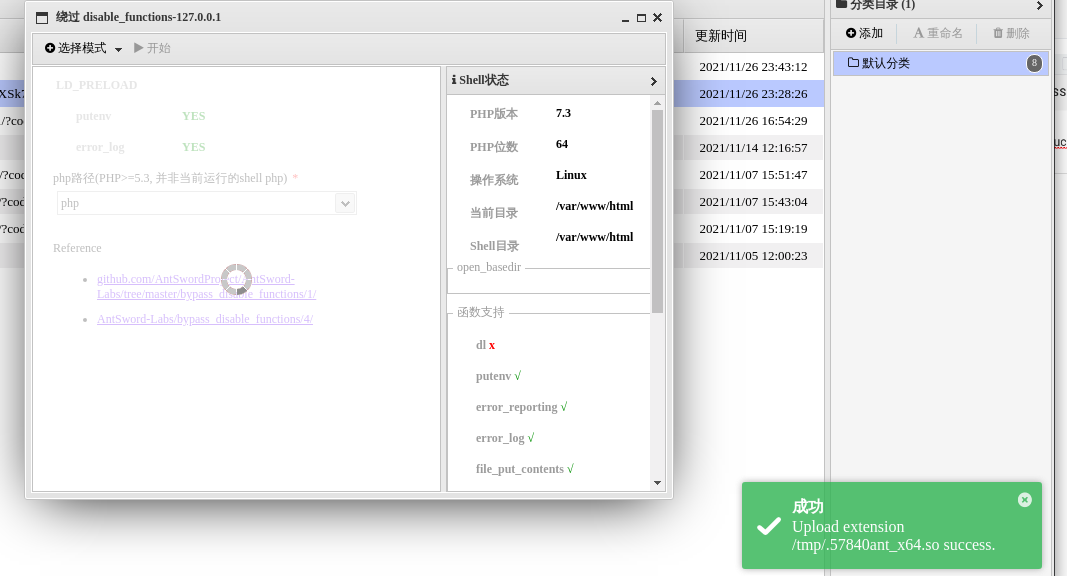 绕过 disable_functions-127.0.0.1
选择模式 开始
LD_PRELOAD
putenv YES
error_log YES
php路径(PHP>=5.3, 并非当前运行的shell php) *
php
Reference
Labs/tree/master/bypass_disable_functions/1/
AntSword-Labs/bypass_disable_functions/4/
Shell状态
PHP版本 7.3
PHP位数 64
操作系统 Linux
当前目录 /var/www/html
Shell目录 /var/www/html
open_basedir
函数支持
dl x
putenv √
error_reporting √
error_log √
file_put_contents √
XSk7
/?co
/?cod
/?cod
?cod
更新时间
2021/11/26 23:43:12
2021/11/26 23:28:26
2021/11/26 16:54:29
2021/11/14 12:16:57
2021/11/07 15:51:47
2021/11/07 15:43:04
2021/11/07 15:19:19
2021/11/05 12:00:23
分类目录 (1)
添加 重命名 删除
默认分类 8
ss
uc
成功
Upload extension
/tmp/.57840ant_x64.so success.